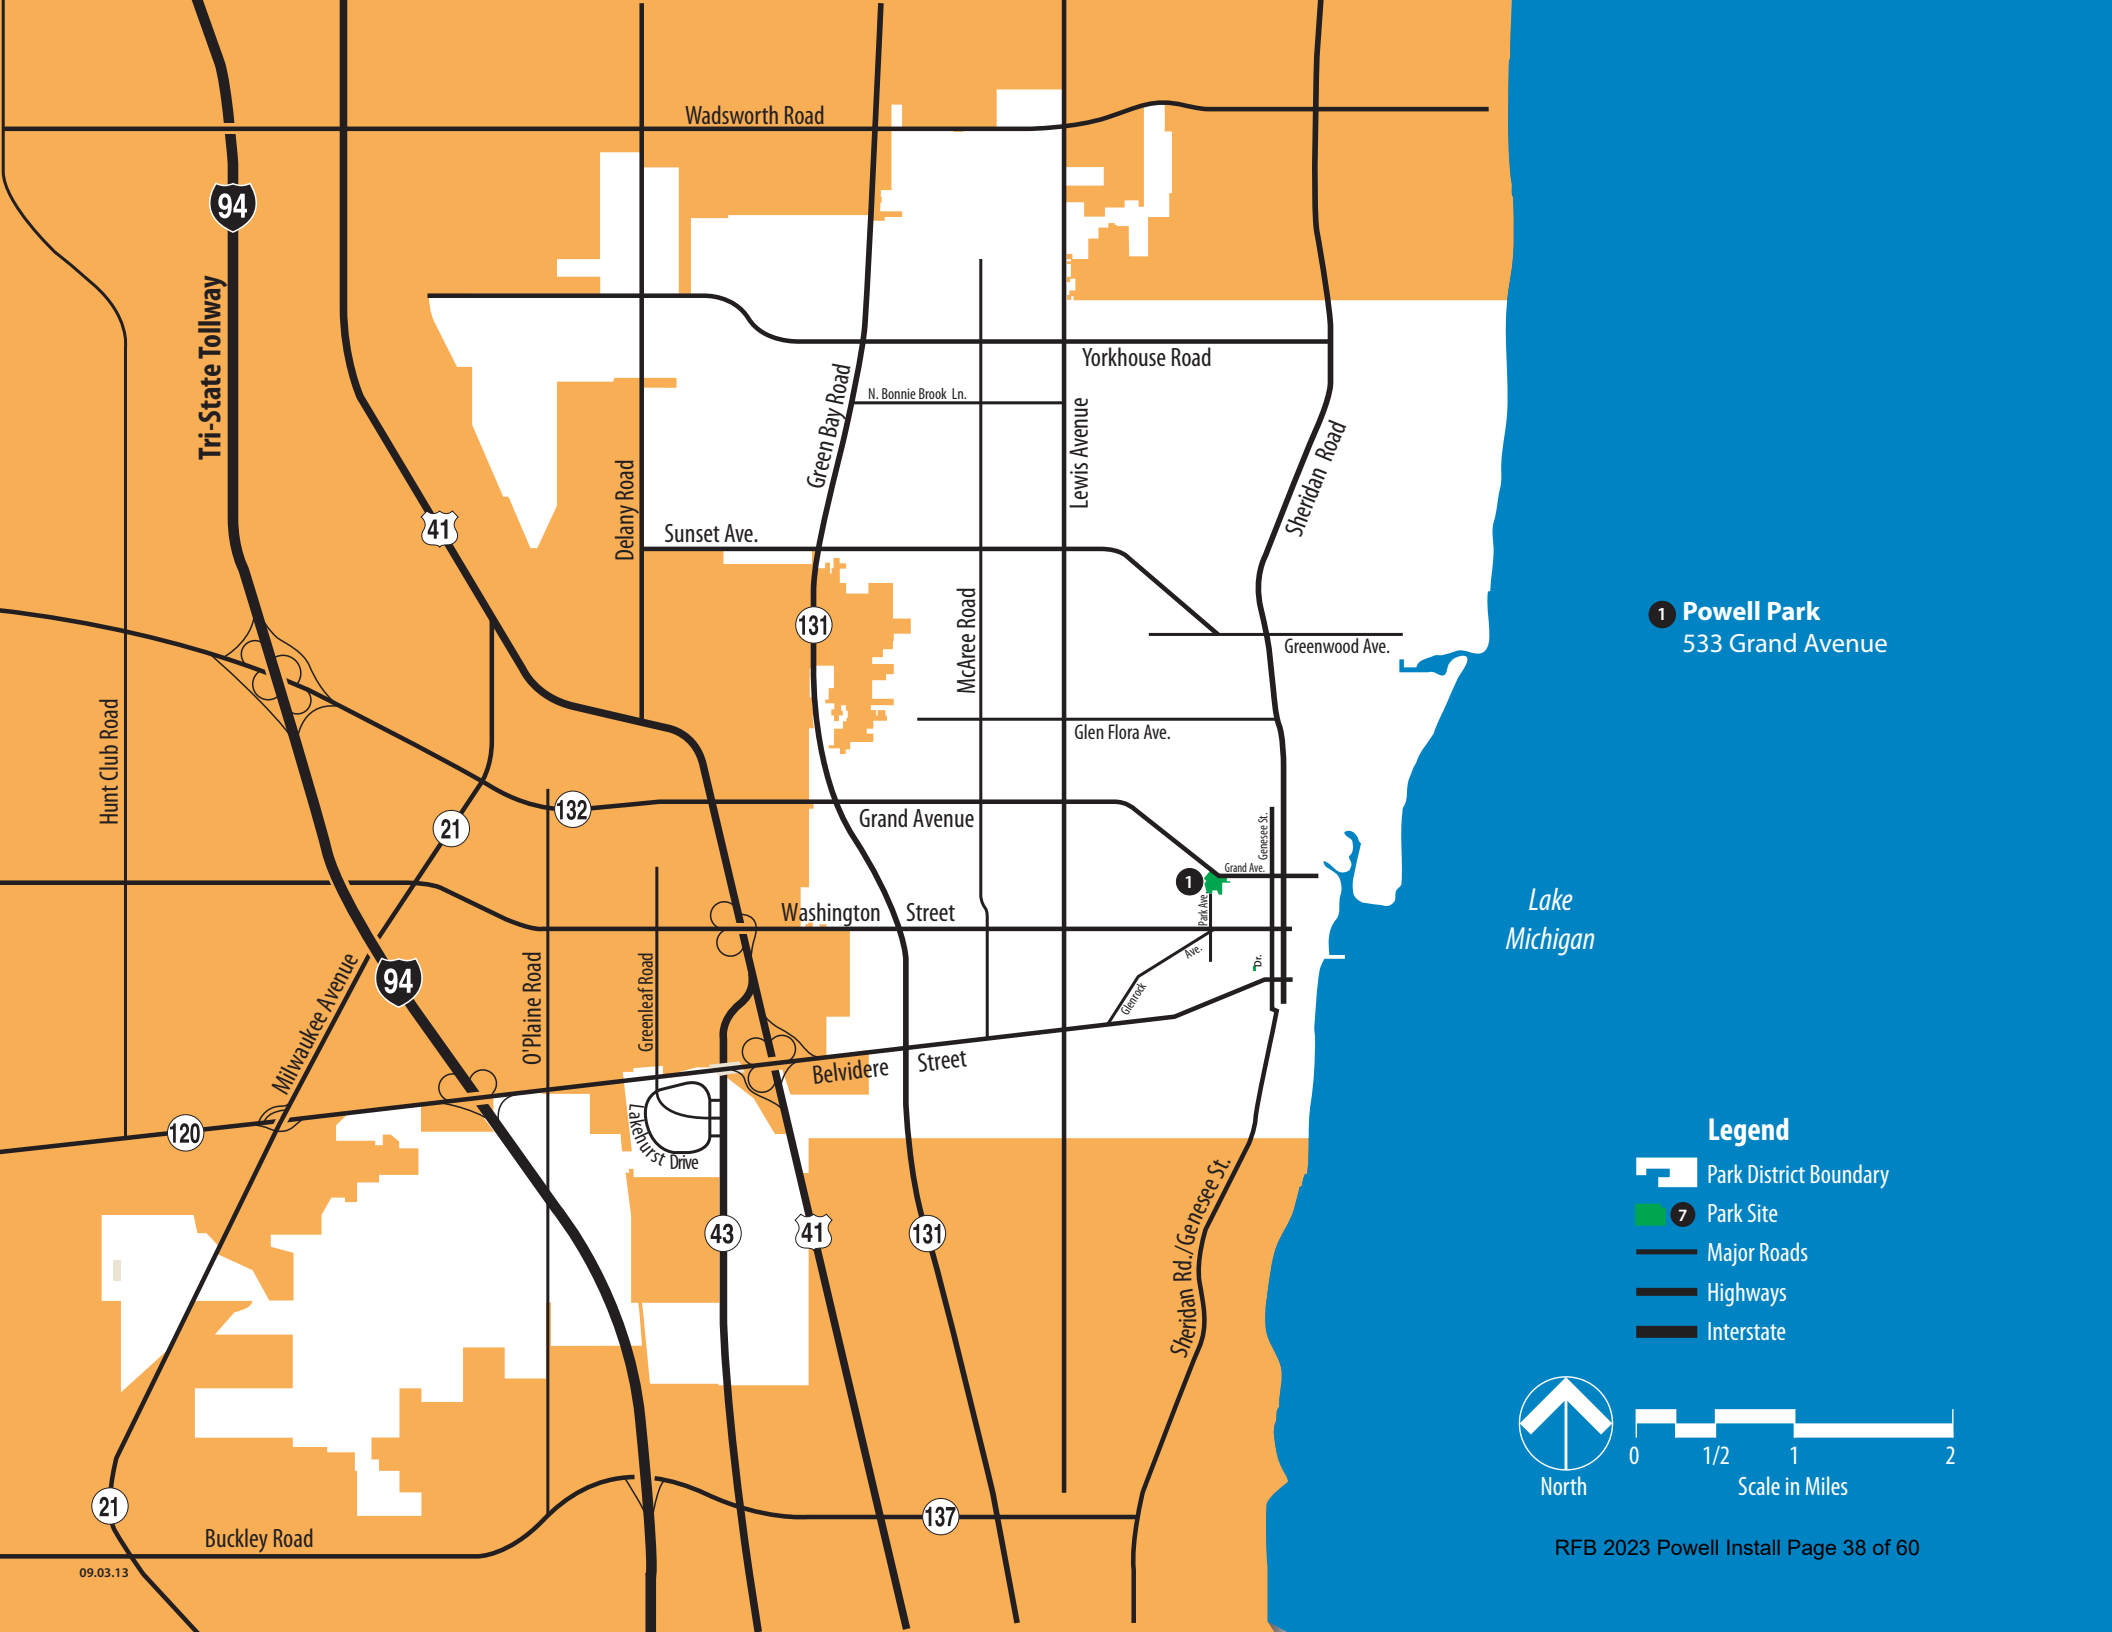 Wadsworth Road
94
Tri-State Tollway
Yorkhouse Road
Green Bay Road
N. Bonnie Brook Ln.
Lewis Avenue
Sheridan Road
41
Delany Road
Sunset Ave.
131
McAree Road
Greenwood Ave.
1 Powell Park
533 Grand Avenue
Hunt Club Road
Glen Flora Ave.
132
21
Grand Avenue
Genesee St.
Grand Ave.
1
Park Ave
Washington Street
Lake
Michigan
Glenrock Ave.
Dr.
94
Milwaukee Avenue
O'Plaine Road
Greenleaf Road
Belvidere Street
120
Lakehurst Drive
Legend
Park District Boundary
7 Park Site
Major Roads
Highways
Interstate
43
41
131
Sheridan Rd./Genesee St.
0 1/2 1 2
Scale in Miles
North
21
137
Buckley Road
RFB 2023 Powell Install Page 38 of 60
09.03.13